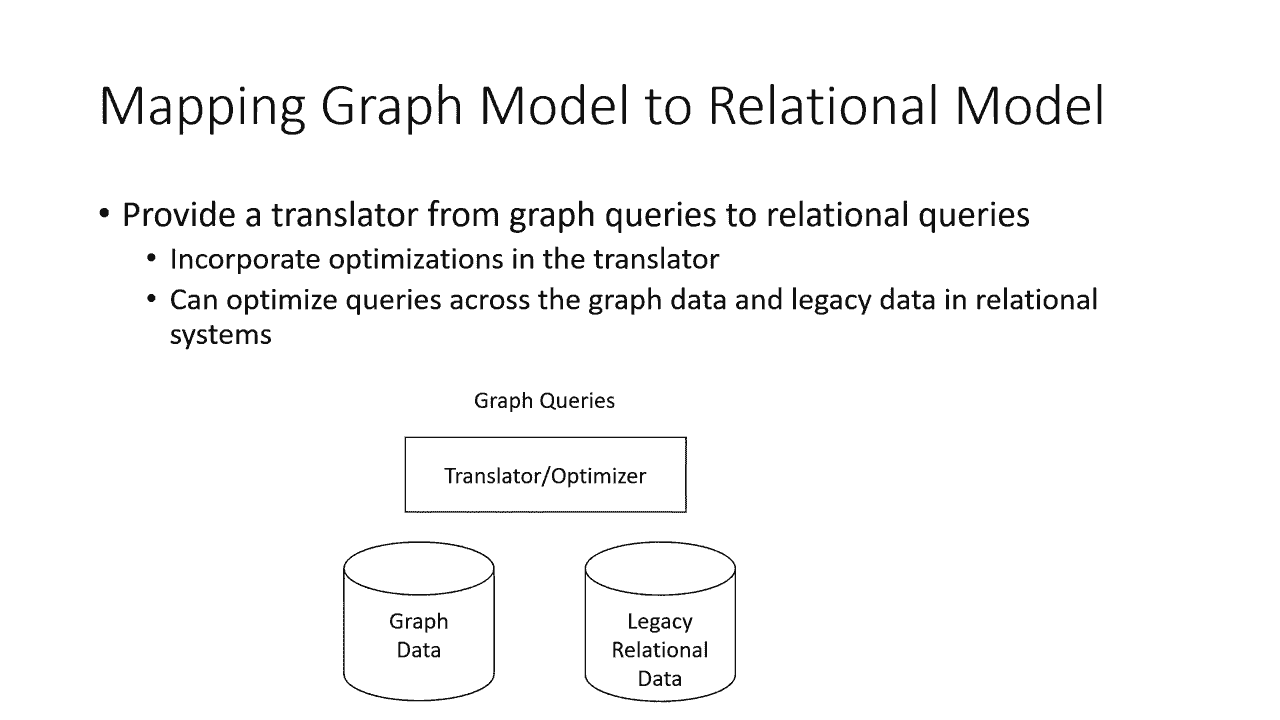 Mapping Graph Model to Relational Model
• Provide a translator from graph queries to relational queries
• Incorporate optimizations in the translator
• Can optimize queries across the graph data and legacy data in relational
systems
Graph Queries
Translator/Optimizer
Graph
Data
Legacy
Relational
Data